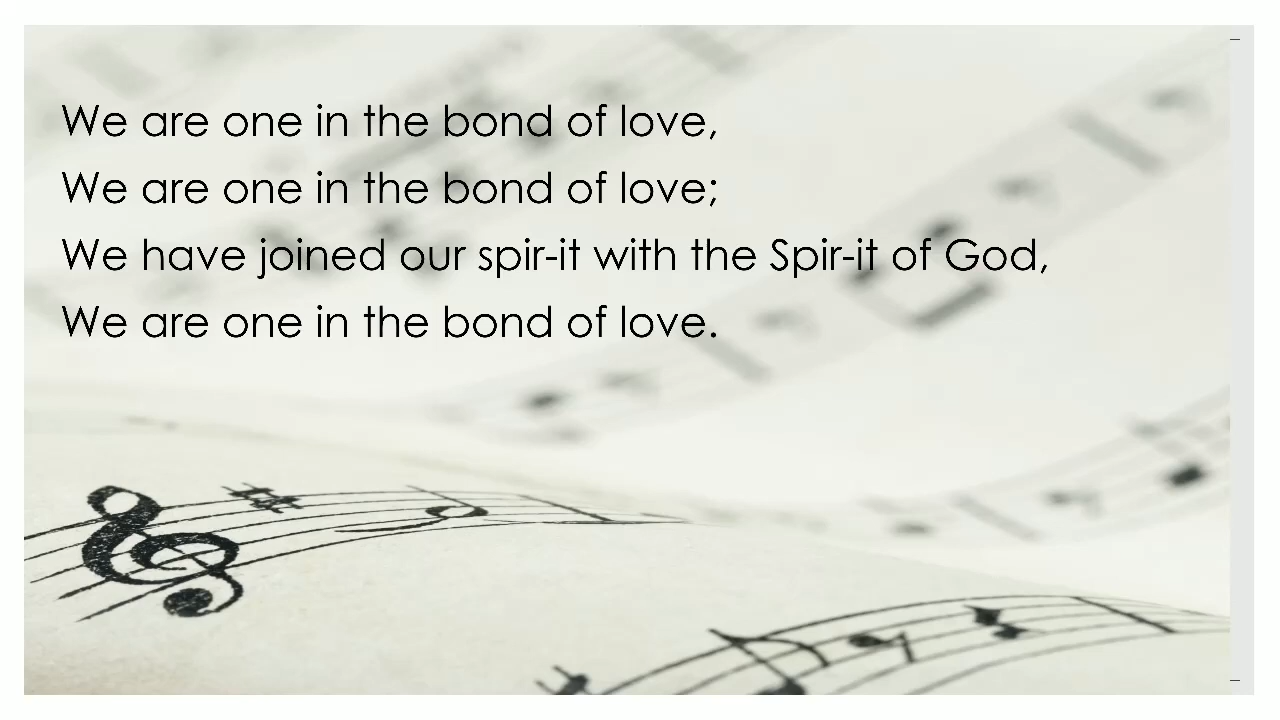 We are one in the bond of love,
We are one in the bond of love;
We have joined our spir-it with the Spir-it of God,
We are one in the bond of love.